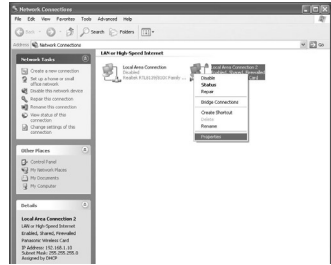 Network Connections
File Edit View Favorites Tools Advanced Help
Back Search Folders
Address Network Connections Go
LAN or High-Speed Internet
Network Tasks
Create a new connection
Set up a home or small office network
Disable this network device
Repair this connection
Rename this connection
View status of this connection
Change settings of this connection
Local Area Connection
Disabled
Local Area Connection 2
Enabled, Shared, Firewalled
Disable
Status
Repair
Bridge Connections
Create Shortcut
Delete
Rename
Properties
Other Places
Control Panel
My Network Places
My Documents
My Computer
Details
Local Area Connection 2
LAN or High-Speed Internet
Enabled, Shared, Firewalled
Panasonic Wireless Card
IP Address: 192.168.1.10
Subnet Mask: 255.255.255.0
Assigned by DHCP